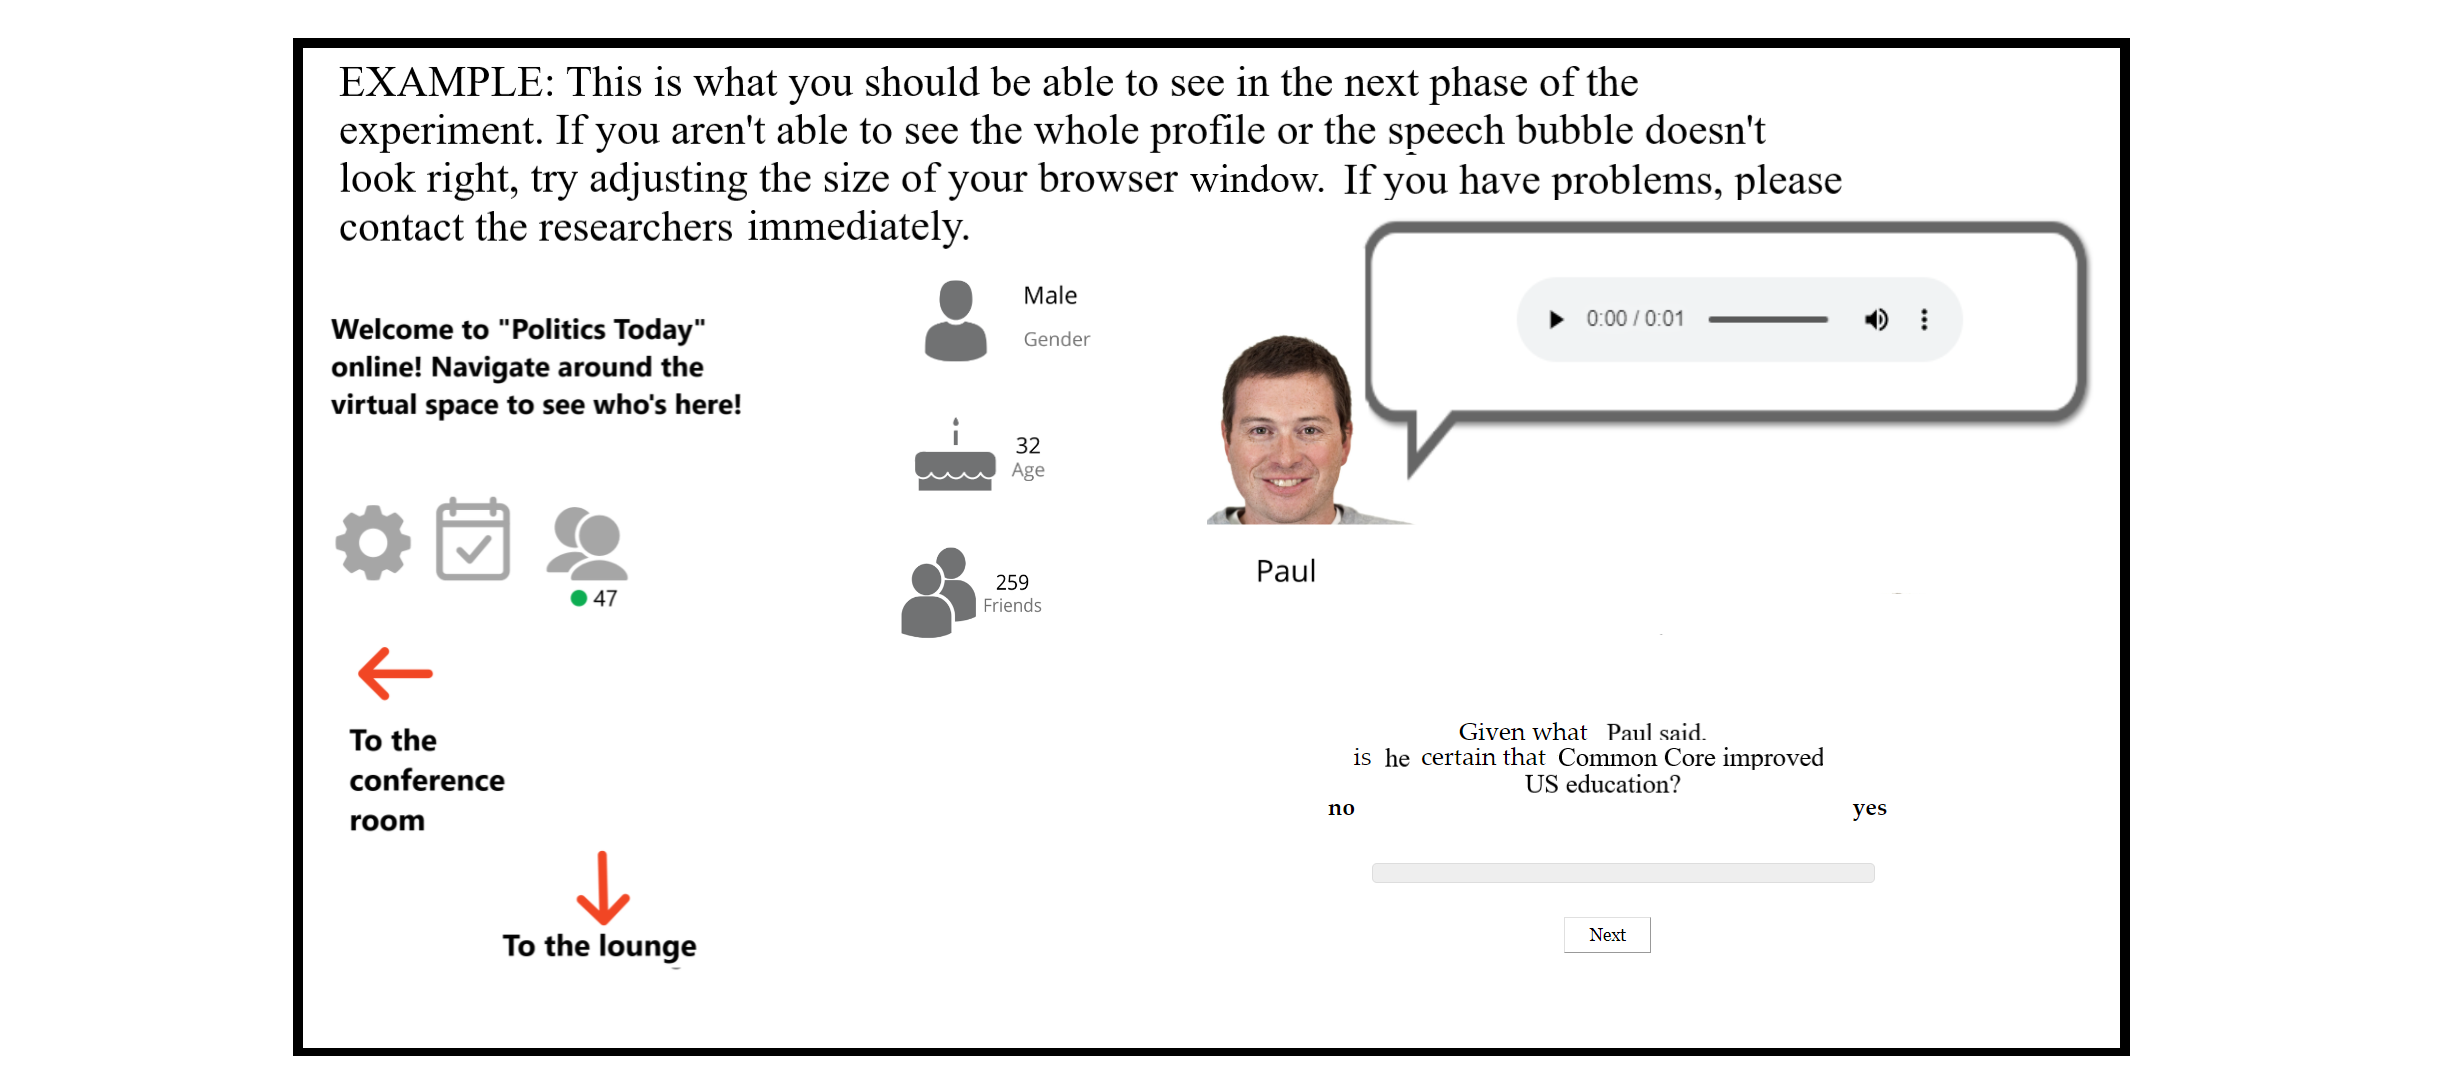 EXAMPLE: This is what you should be able to see in the next phase of the
experiment. If you aren't able to see the whole profile or the speech bubble doesn't
look right, try adjusting the size of your browser window. If you have problems, please
contact the researchers immediately.
Welcome to "Politics Today"
online! Navigate around the
virtual space to see who's here!
47
To the
conference
room
To the lounge
Male
Gender
32
Age
259
Friends
0:00 / 0:01
Paul
Given what Paul said.
is he certain that Common Core improved
US education?
no yes
Next